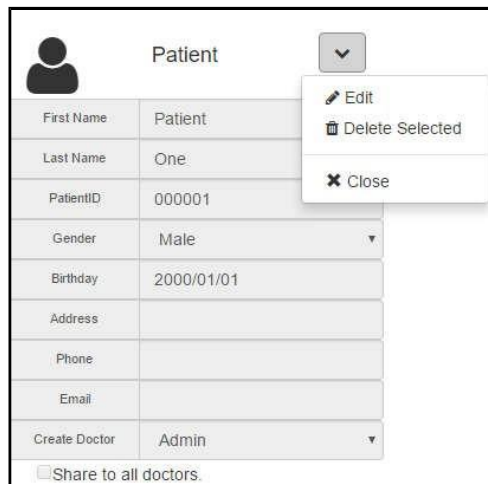 Patient
Edit
Delete Selected
Close
First Name Patient
Last Name One
PatientID 000001
Gender Male
Birthday 2000/01/01
Address
Phone
Email
Create Doctor Admin
Share to all doctors.